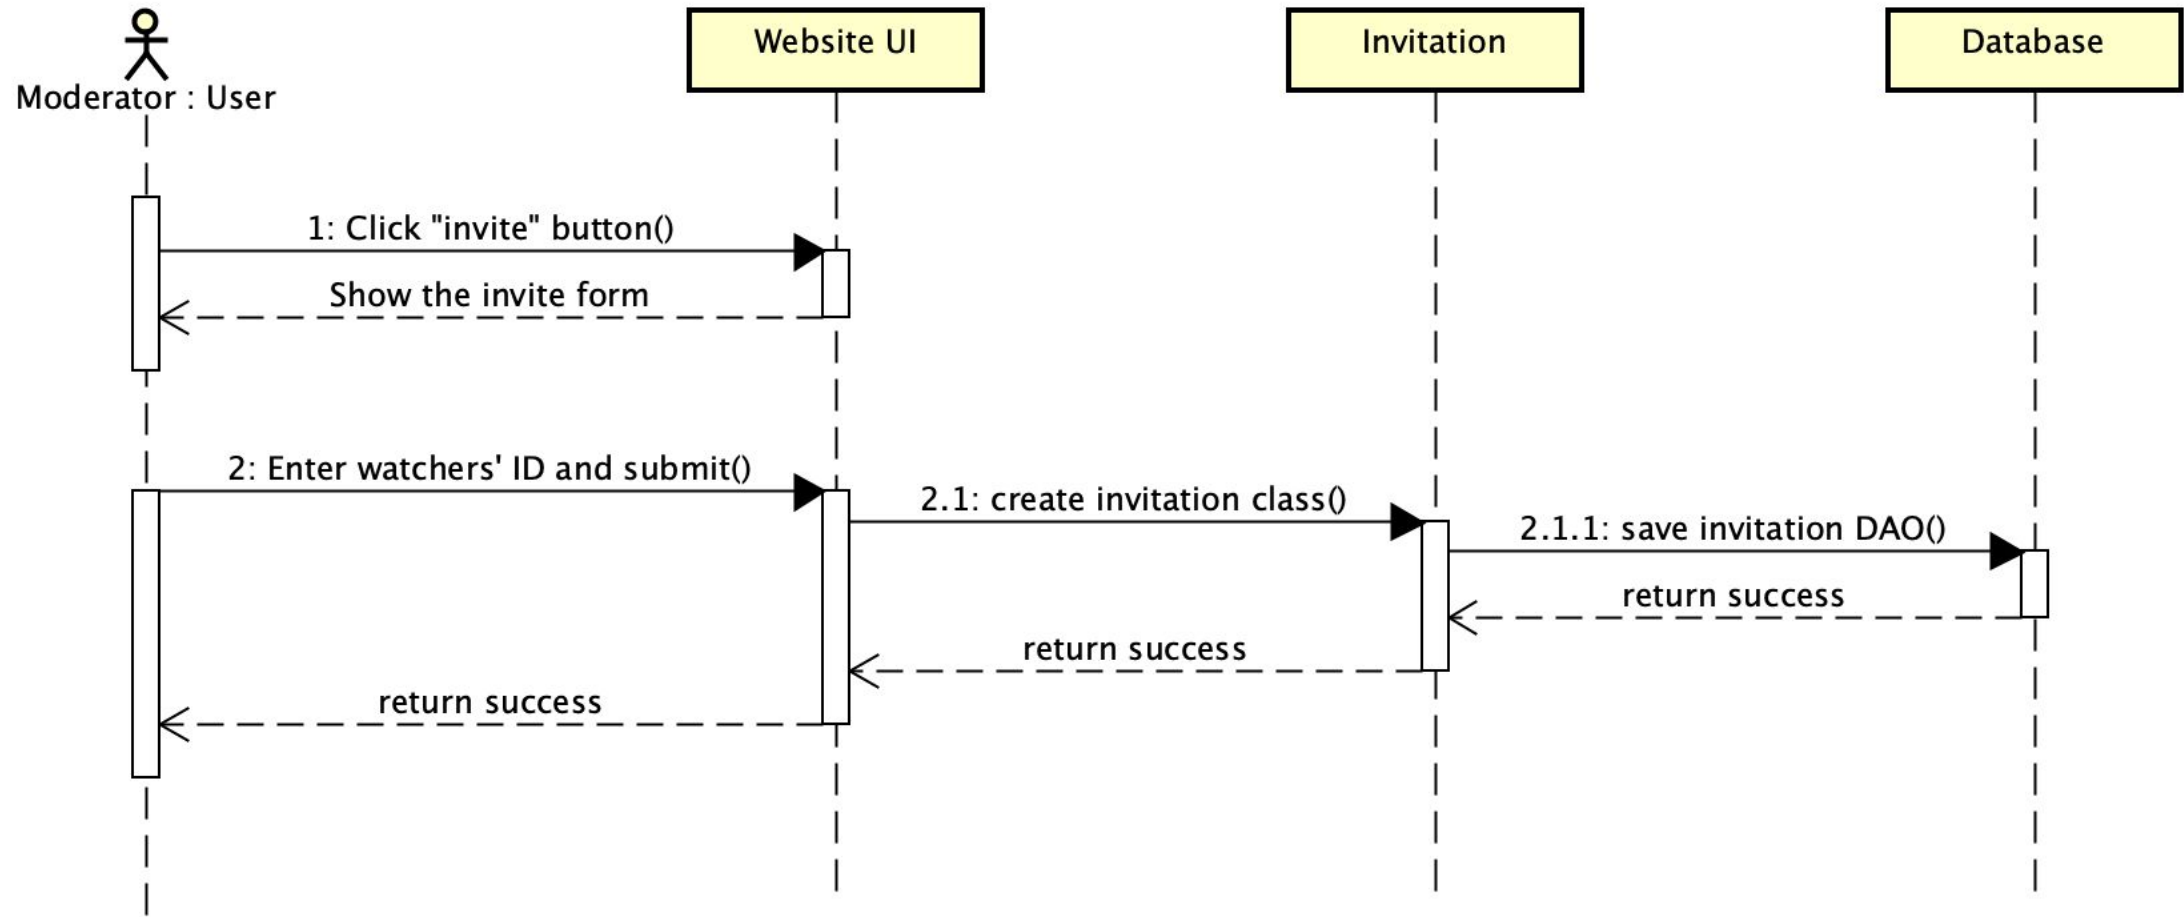 Moderator : User
Website UI
Invitation
Database
1: Click "invite" button()
Show the invite form
2: Enter watchers' ID and submit()
2.1: create invitation class()
2.1.1: save invitation DAO()
return success
return success
return success